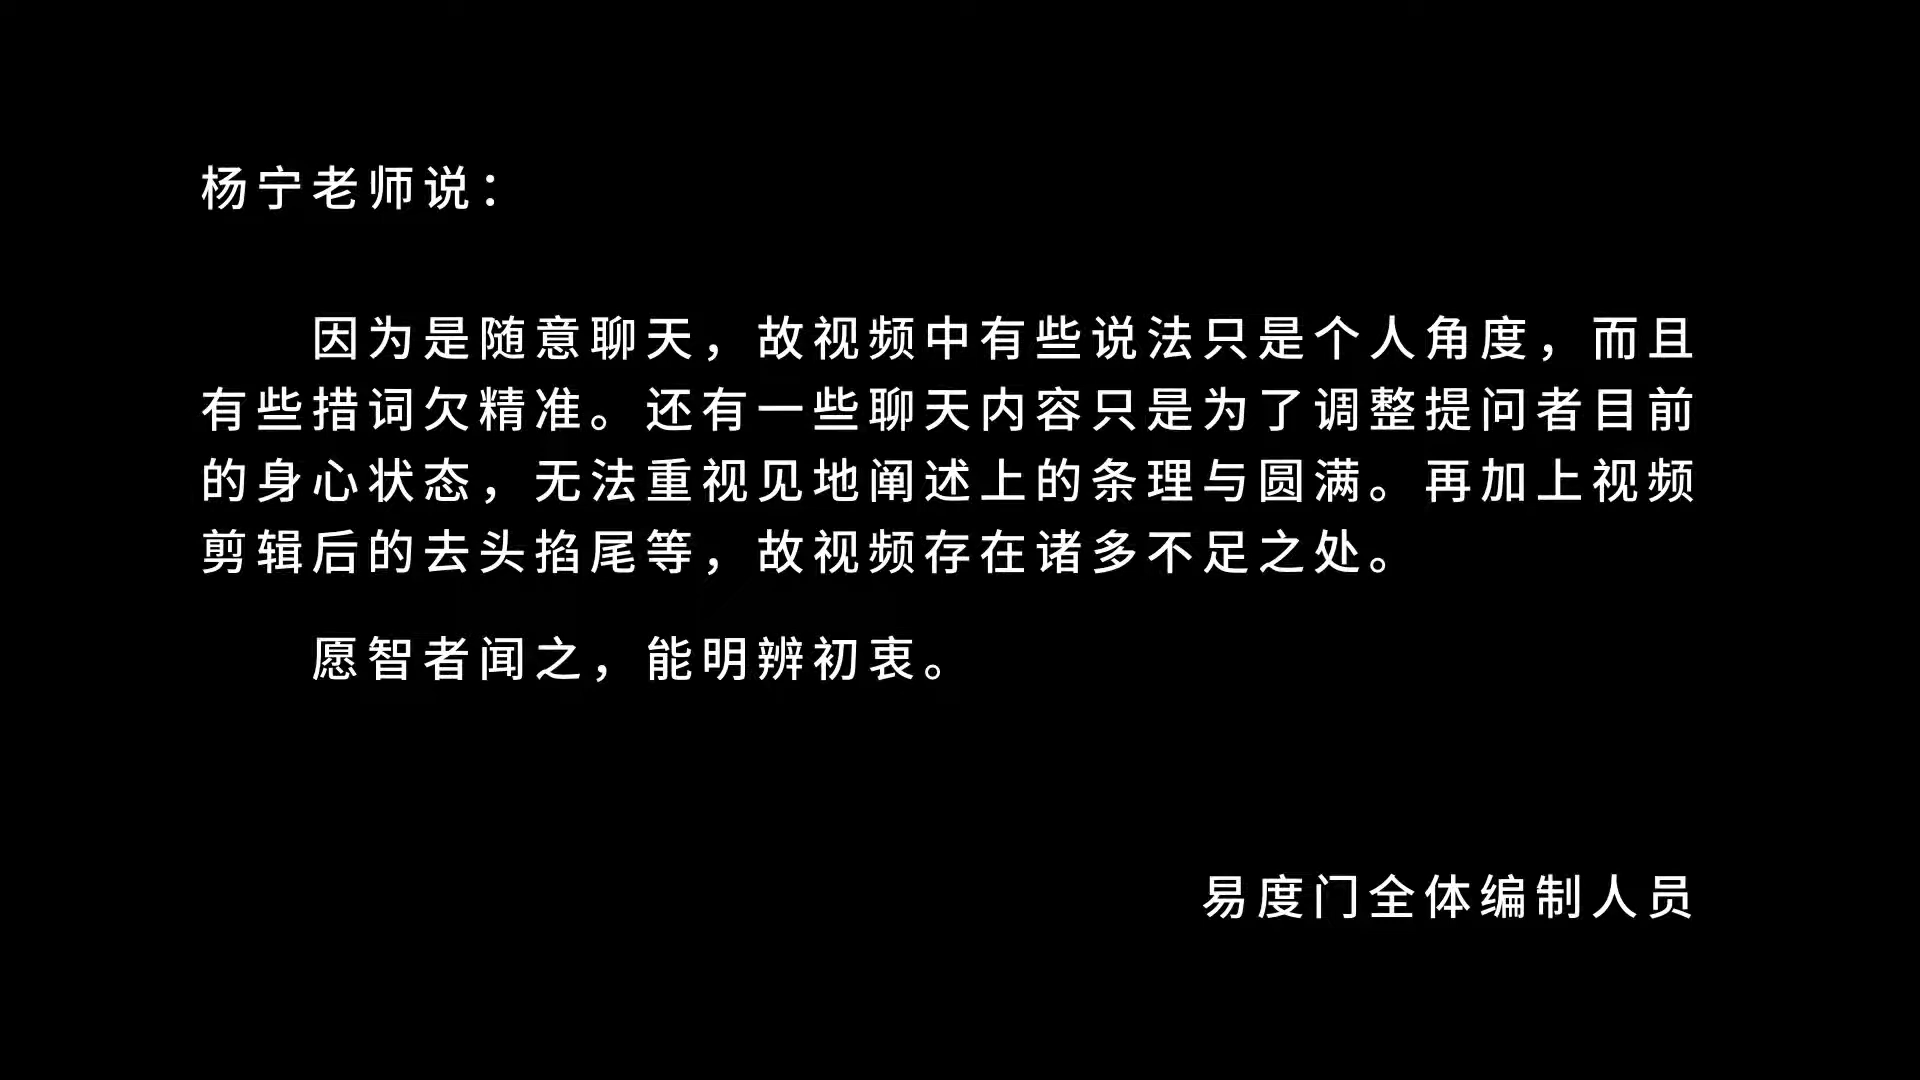 杨宁老师说：
因为是随意聊天，故视频中有些说法只是个人角度，而且
有些措词欠精准。还有一些聊天内容只是为了调整提问者目前
的身心状态，无法重视见地阐述上的条理与圆满。再加上视频
剪辑后的去头掐尾等，故视频存在诸多不足之处。
愿智者闻之，能明辨初衷。
易度门全体编制人员